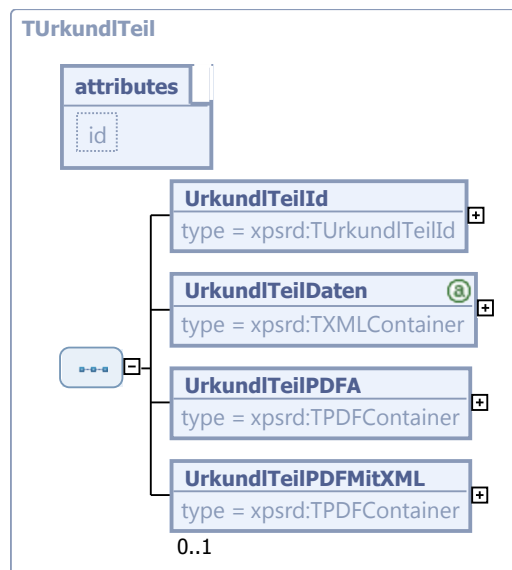 TUrkundlTeil
attributes
id
UrkundlTeilId
type = xpsrd:TUrkundlTeilId
UrkundlTeilDaten
a
type = xpsrd:TXMLContainer
UrkundlTeilPDFA
type = xpsrd:TPDFContainer
UrkundlTeilPDFMitXML
type = xpsrd:TPDFContainer
0..1